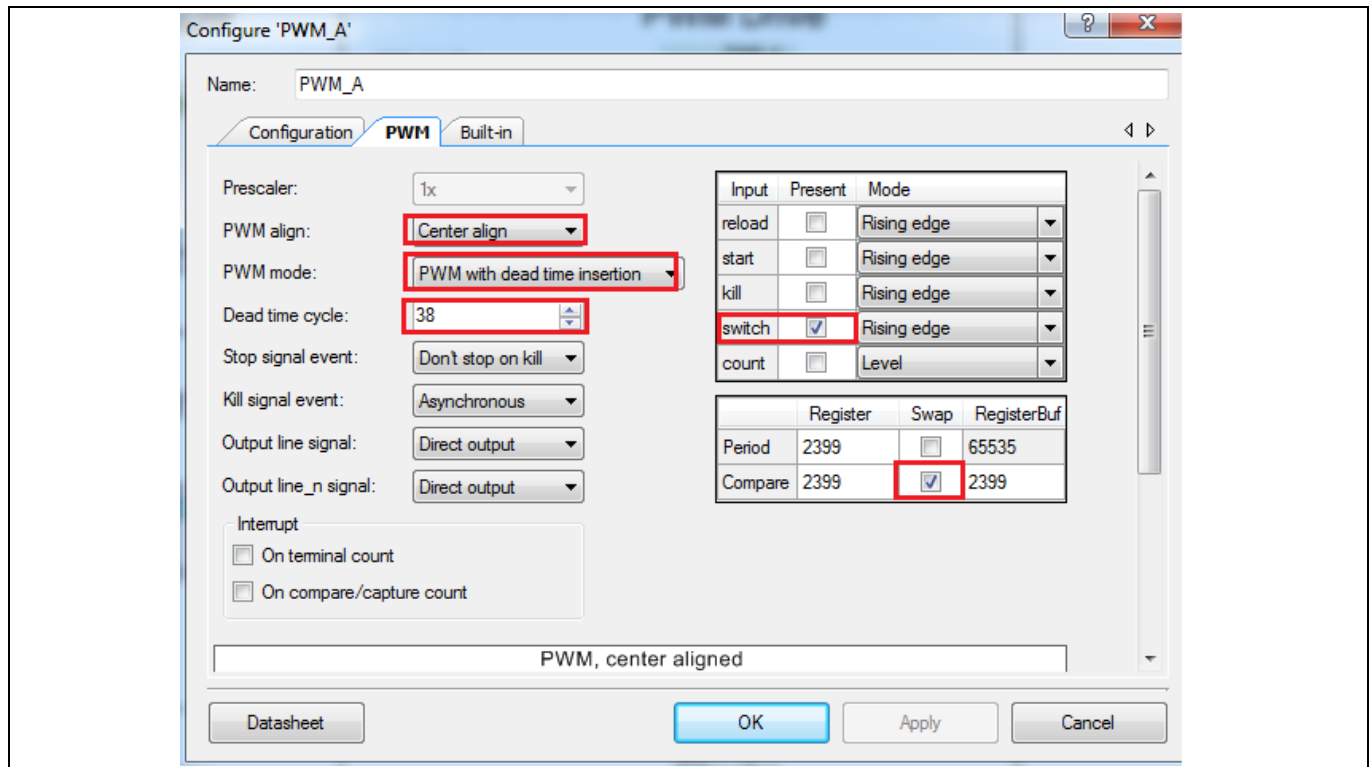 PWM Drive
Configure 'PWM_A'
Name: PWM_A
Configuration PWM Built-in
Prescaler: 1x
PWM align: Center align
PWM mode: PWM with dead time insertion
Dead time cycle: 38
Stop signal event: Don't stop on kill
Kill signal event: Asynchronous
Output line signal: Direct output
Output line_n signal: Direct output
Interrupt
On terminal count
On compare/capture count
Input Present Mode
reload Rising edge
start Rising edge
kill Rising edge
switch Rising edge
count Level
Register Swap RegisterBuf
Period 2399 65535
Compare 2399 2399
PWM, center aligned
Datasheet OK Apply Cancel